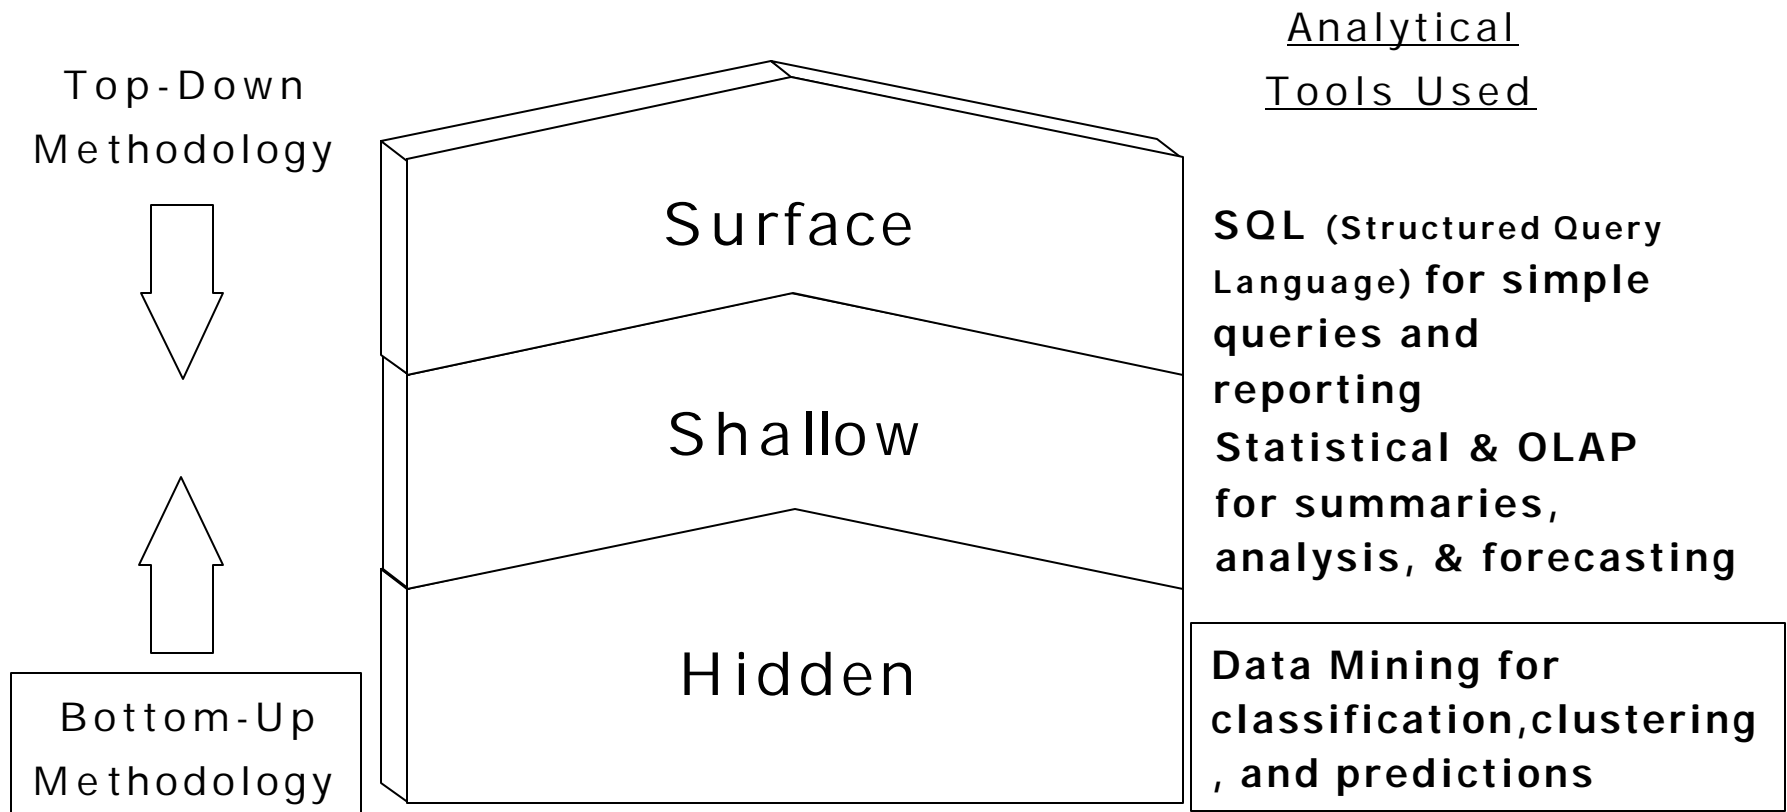 Top-Down
Methodology
Bottom-Up
Methodology
Surface
Shallow
Hidden
Analytical
Tools Used
SQL (Structured Query
Language) for simple
queries and
reporting
Statistical & OLAP
for summaries,
analysis, & forecasting
Data Mining for
classification,clustering
, and predictions